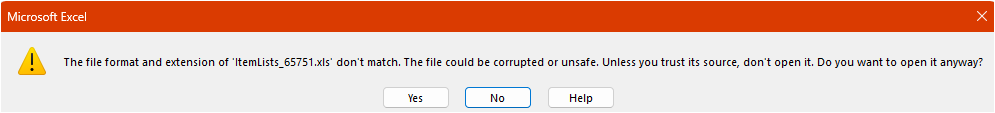 Microsoft Excel
The file format and extension of 'ItemLists_65751.xls' don't match. The file could be corrupted or unsafe. Unless you trust its source, don't open it. Do you want to open it anyway?
Yes No Help